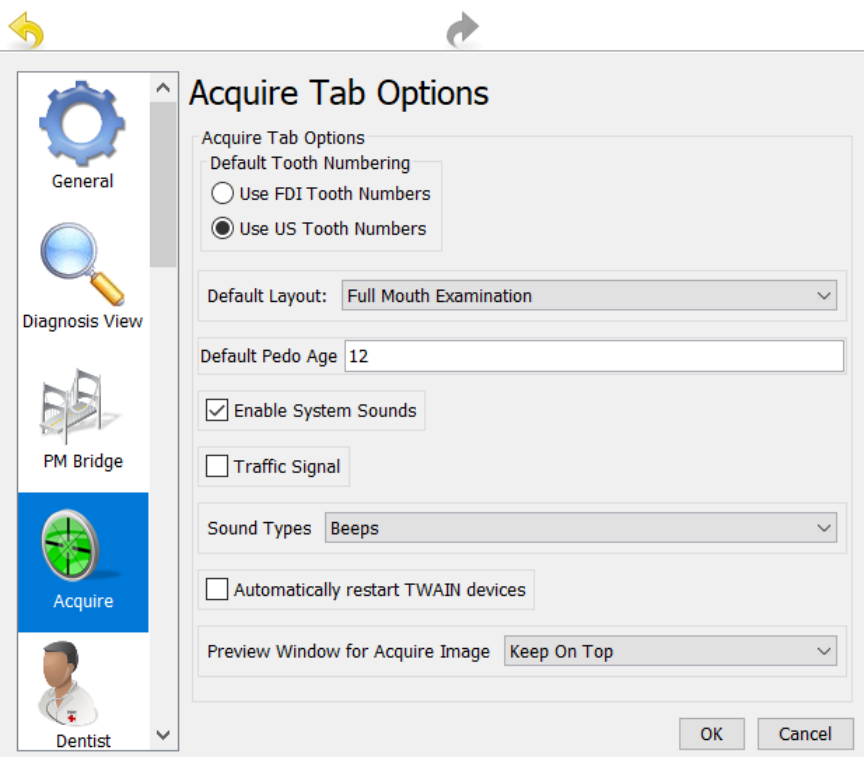 General
Diagnosis View
PM Bridge
Acquire
Dentist
Acquire Tab Options
Acquire Tab Options
Default Tooth Numbering
Use FDI Tooth Numbers
Use US Tooth Numbers
Default Layout: Full Mouth Examination
Default Pedo Age 12
Enable System Sounds
Traffic Signal
Sound Types Beeps
Automatically restart TWAIN devices
Preview Window for Acquire Image Keep On Top
OK Cancel